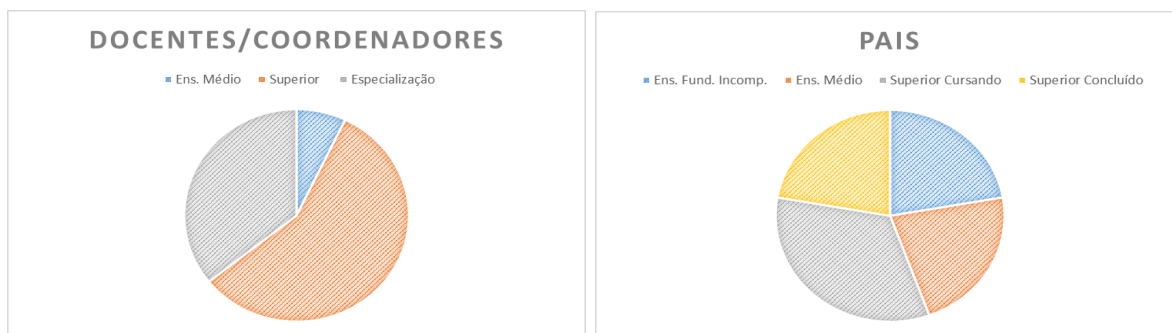 DOCENTES/COORDENADORES
Ens. Médio Superior Especialização
PAIS
Ens. Fund. Incomp. Ens. Médio Superior Cursando Superior Concluído